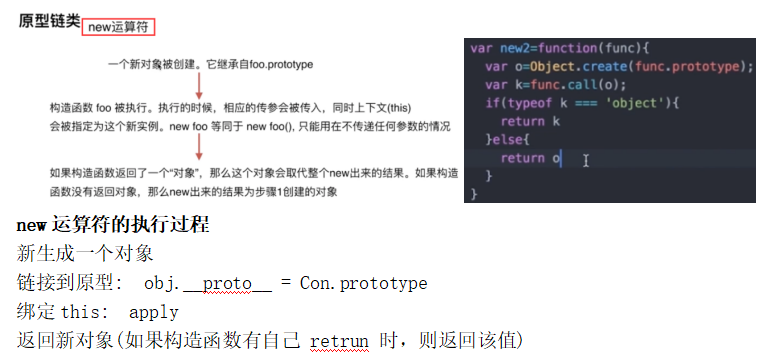 原型链类
new运算符
一个新对象被创建。它继承自foo.prototype
构造函数 foo 被执行。执行的时候，相应的传参会被传入，同时上下文(this)
会被指定为这个新实例。new foo 等同于 new foo(), 只能用在不传递任何参数的情况
如果构造函数返回了一个“对象”，那么这个对象会取代整个new出来的结果。如果构造
函数没有返回对象，那么new出来的结果为步骤1创建的对象
var new2=function(func){
var o=Object.create(func.prototype);
var k=func.call(o);
if(typeof k === 'object'){
return k
}else{
return o
}
}
new 运算符的执行过程
新生成一个对象
链接到原型: obj.__proto__ = Con.prototype
绑定 this: apply
返回新对象(如果构造函数有自己 retrun 时，则返回该值)